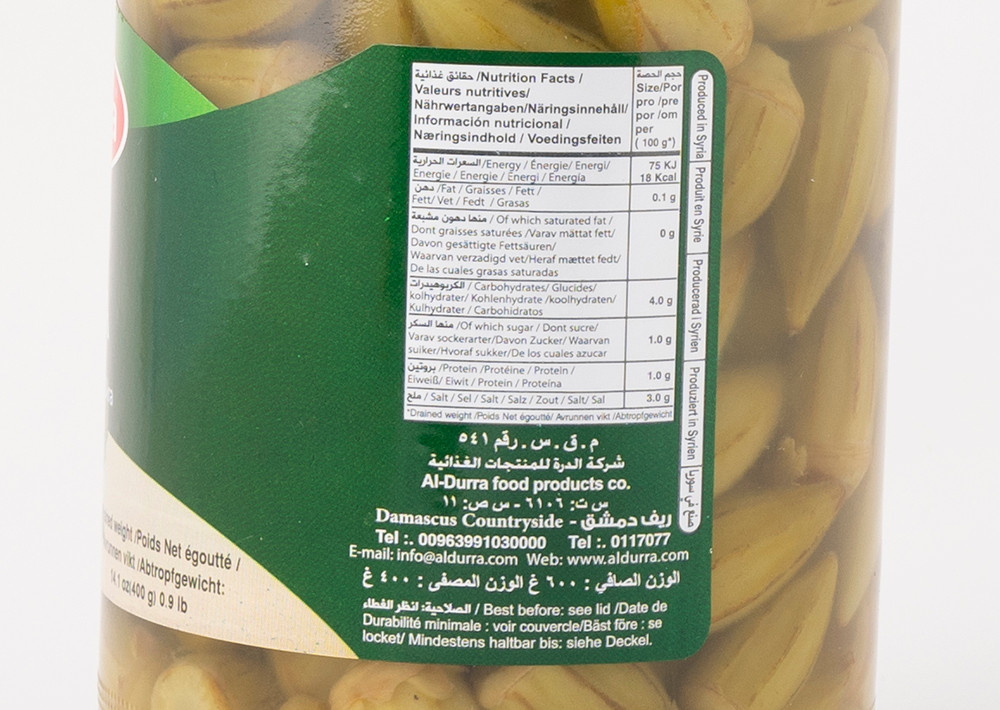 حقائق غذائية /Nutrition Facts /
Valeurs nutritives/
Nährwertangaben/Näringsinnehåll/
Información nutricional /
Næringsindhold / Voedingsfeiten
حجم الحصة
Size/Por
pro /pre
por /om
per
( 100 g*)
السعرات الحرارية/Energy / Énergie/ Energi/
Energie / Energie / Energi / Energía
75 KJ
18 Kcal
دهن /Fat / Graisses / Fett /
Fett/ Vet / Fedt / Grasas
0.1 g
منها دهون مشبعة / Of which saturated fat /
Dont graisses saturées /Varav mättat fett/
Davon gesättigte Fettsäuren/
Waarvan verzadigd vet/Heraf mættet fedt/
De las cuales grasas saturadas
0 g
الكربوهيدرات / Carbohydrates/ Glucides/
kolhydrater/ Kohlenhydrate /koolhydraten/
Kulhydrater / Carbohidratos
4.0 g
منها السكر /Of which sugar / Dont sucre/
Varav sockerarter/Davon Zucker/ Waarvan
suiker/Hvoraf sukker/De los cuales azucar
1.0 g
بروتين /Protein /Protéine / Protein /
Eiweiß/ Eiwit / Protein / Proteína
1.0 g
ملح / Salt / Sel / Salt / Salz / Zout / Salt/ Sal
3.0 g
*Drained weight /Poids Net égoutté/ Avrunnen vikt /Abtropfgewicht
Produced in Syria | Produit en Syrie | Producerad i Syrien | Produziert in Syrien | صنع في سوريا
م . ق . س . رقم ٥٤١
شركة الدرة للمنتجات الغذائية
Al-Durra food products co.
س ت: ٦١٠٦ - س ص: ١١
Damascus Countryside - ريف دمشق
Tel :. 00963991030000 Tel :. 0117077
E-mail: info@aldurra.com Web: www.aldurra.com
الوزن الصافي : ٦٠٠ غ الوزن المصفى : ٤٠٠ غ
الصلاحية: انظر الغطاء / Best before: see lid /Date de
Durabilité minimale : voir couvercle/Bäst före : se
locket/ Mindestens haltbar bis: siehe Deckel.
weight /Poids Net égoutté /
vikt /Abtropfgewicht:
14.1 oz(400 g) 0.9 lb